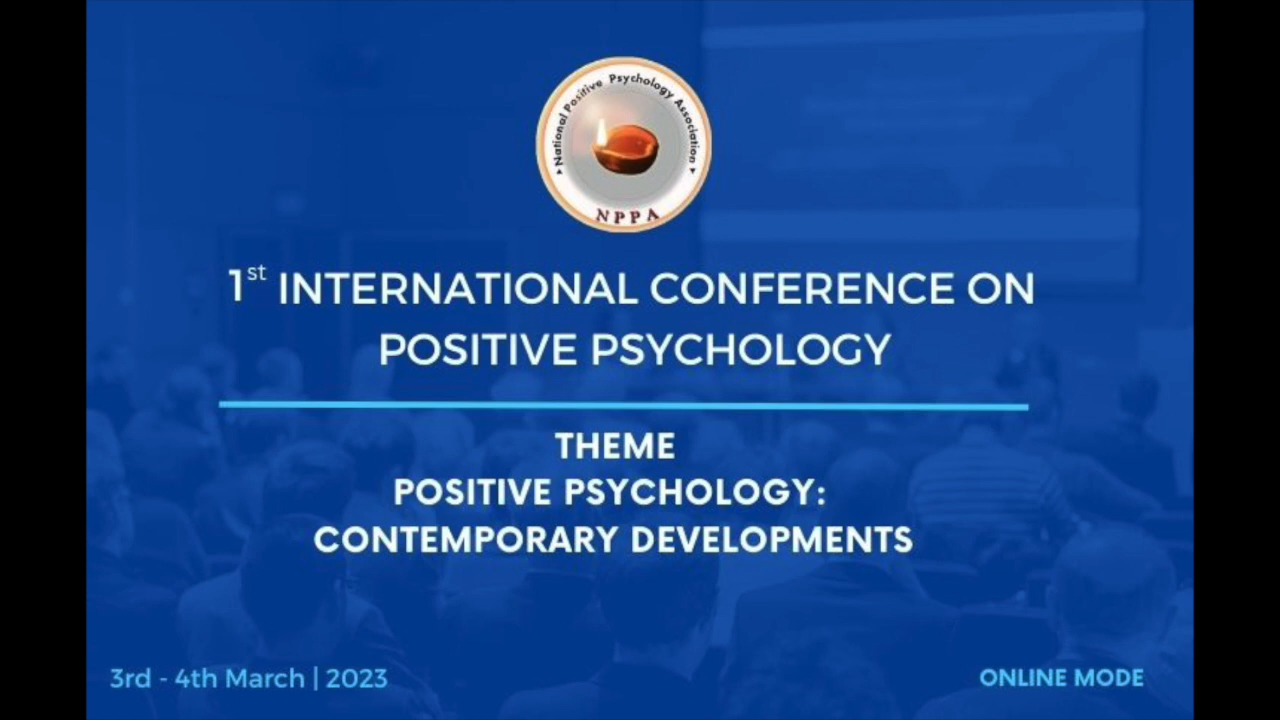 National Positive Psychology Association
NPPA
1st INTERNATIONAL CONFERENCE ON
POSITIVE PSYCHOLOGY
THEME
POSITIVE PSYCHOLOGY:
CONTEMPORARY DEVELOPMENTS
3rd - 4th March | 2023
ONLINE MODE